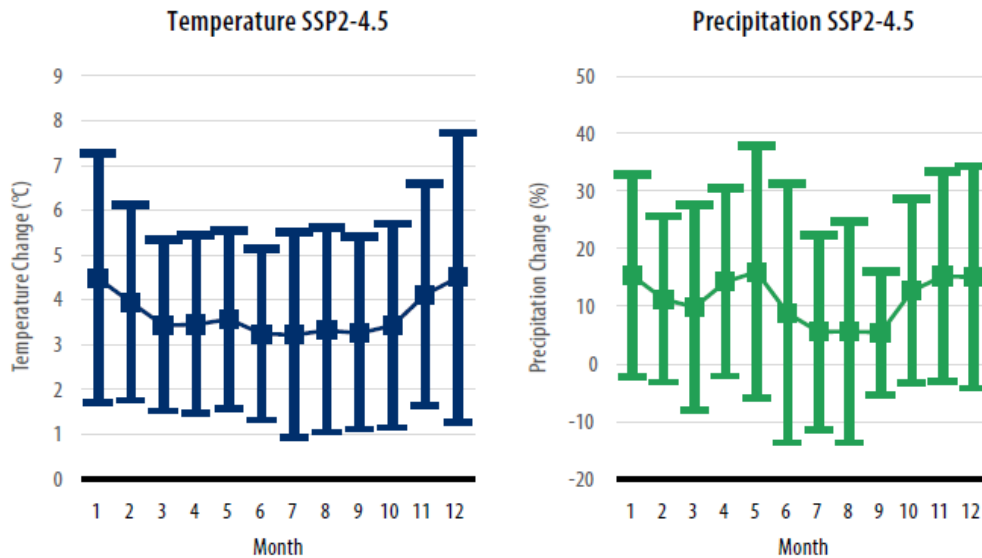 Temperature SSP2-4.5
9
8
7
6
5
4
3
2
1
0
Temperature Change (°C)
1 2 3 4 5 6 7 8 9 10 11 12
Month
Precipitation SSP2-4.5
50
40
30
20
10
0
-10
-20
Precipitation Change (%)
1 2 3 4 5 6 7 8 9 10 11 12
Month